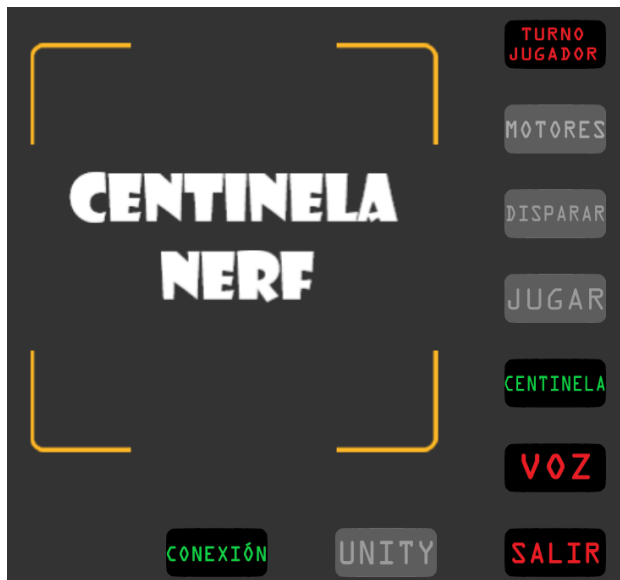 CENTINELA
NERF
TURNO
JUGADOR
MOTORES
DISPARAR
JUGAR
CENTINELA
VOZ
CONEXIÓN
UNITY
SALIR